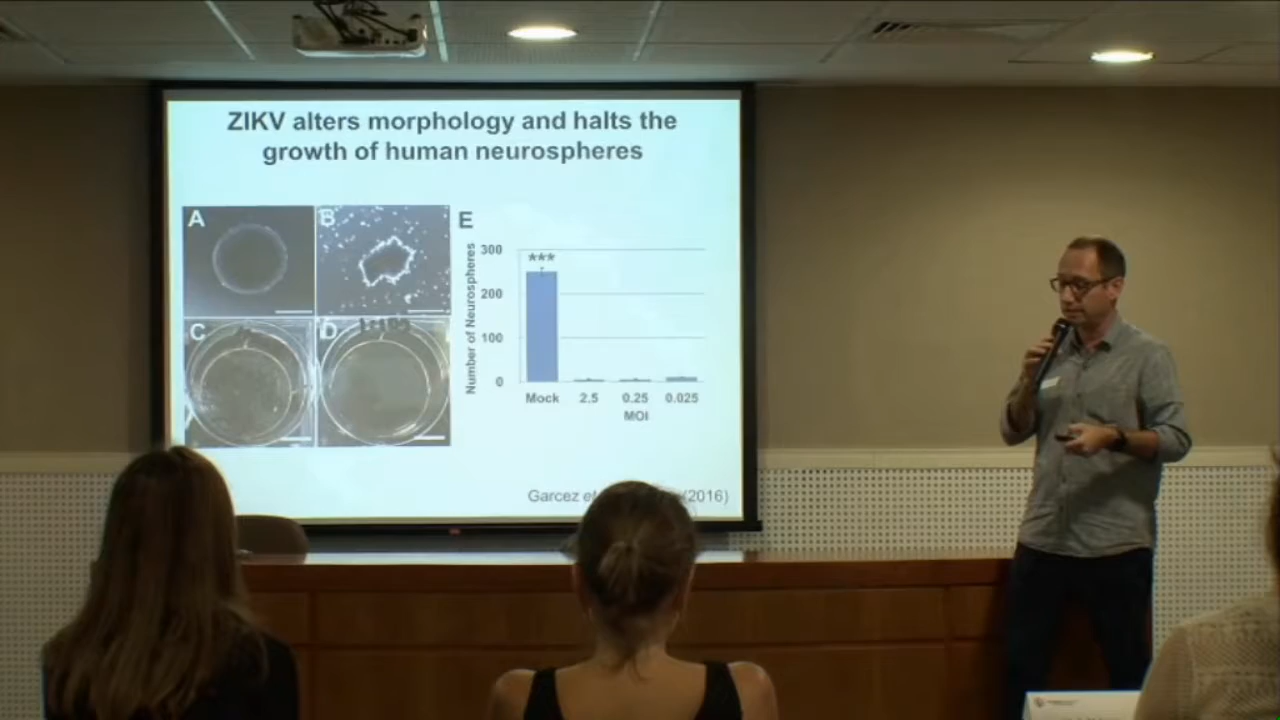 ZIKV alters morphology and halts the
growth of human neurospheres
A
B
C
D
E
Number of Neurospheres
300
200
100
0
***
Mock 2.5 0.25 0.025
MOI
Garcez (2016)